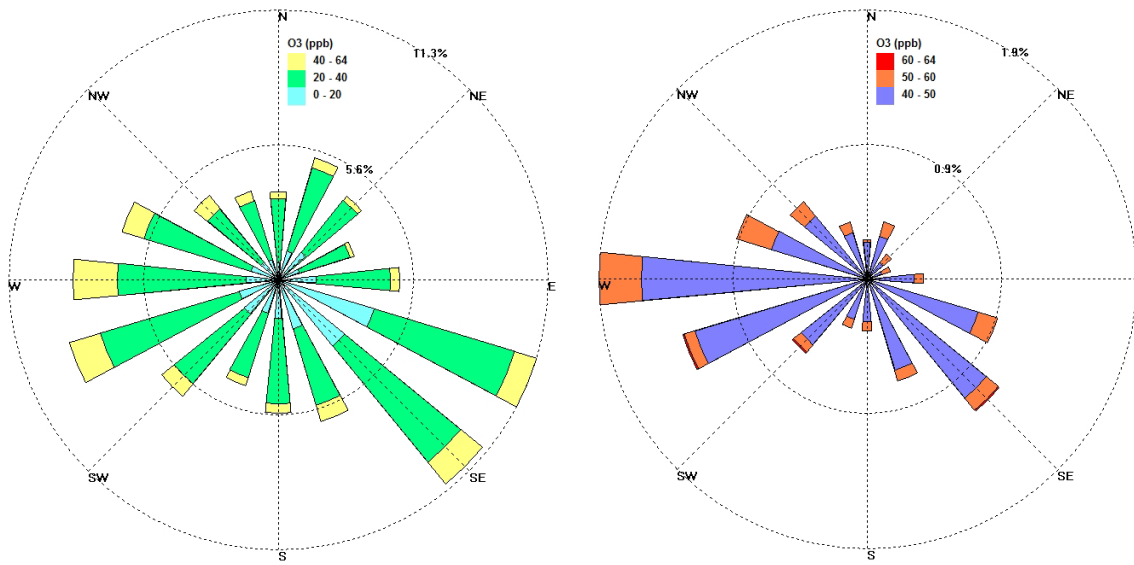 N
O3 (ppb)
40 - 64
20 - 40
0 - 20
11.3%
NW
NE
5.6%
W
E
SW
SE
S
N
O3 (ppb)
60 - 64
50 - 60
40 - 50
1.9%
NW
NE
0.9%
W
E
SW
SE
S